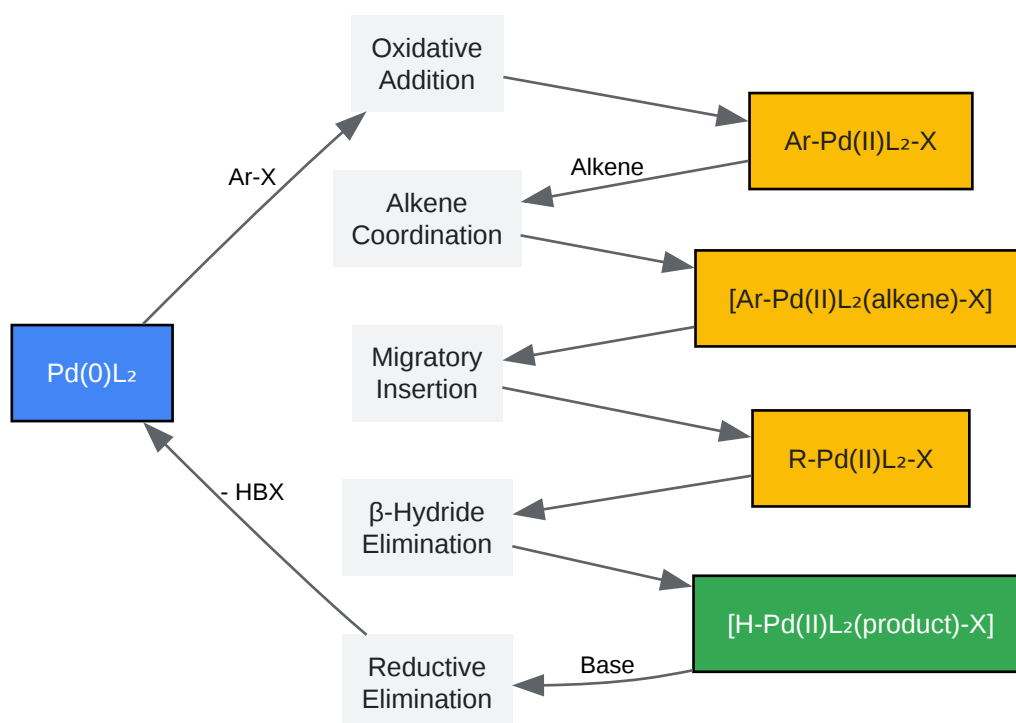 Oxidative
Addition
Ar-Pd(II)L₂-X
Ar-X
Alkene
Alkene
Coordination
[Ar-Pd(II)L₂(alkene)-X]
Pd(0)L₂
Migratory
Insertion
R-Pd(II)L₂-X
- HBX
β-Hydride
Elimination
[H-Pd(II)L₂(product)-X]
Base
Reductive
Elimination